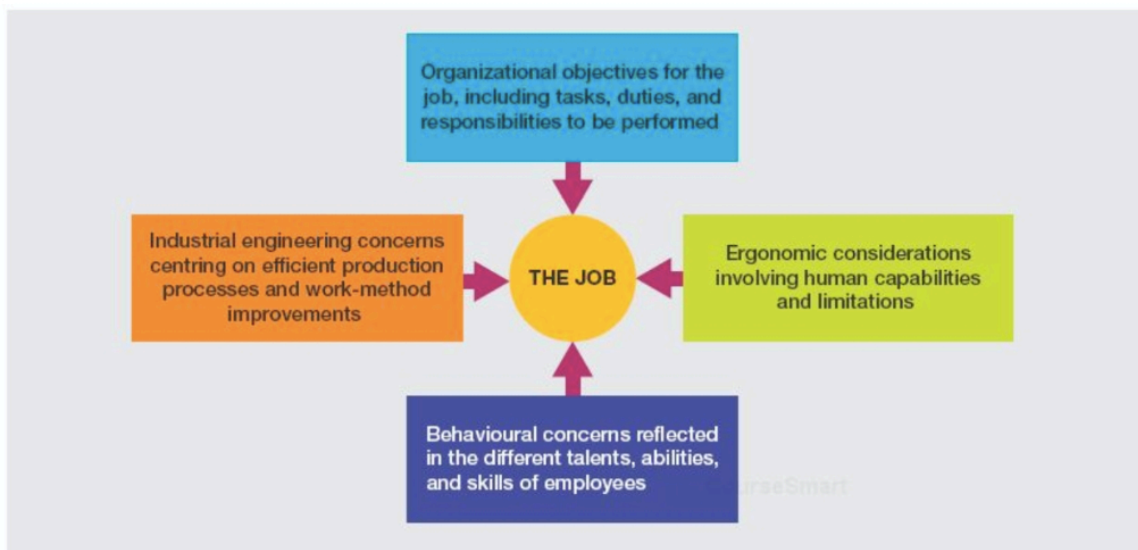 Organizational objectives for the
job, including tasks, duties, and
responsibilities to be performed
Industrial engineering concerns
centring on efficient production
processes and work-method
improvements
THE JOB
Ergonomic considerations
involving human capabilities
and limitations
Behavioural concerns reflected
in the different talents, abilities,
and skills of employees
CourseSmart